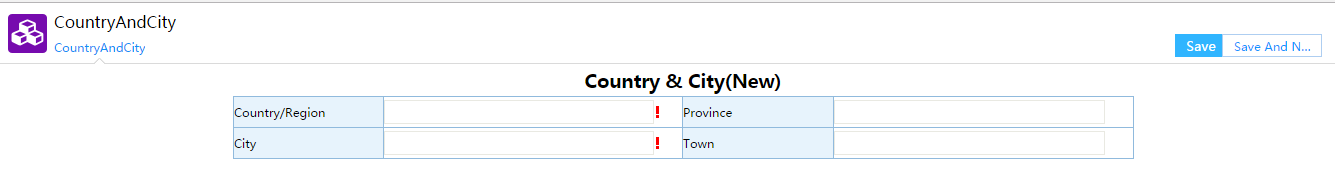 CountryAndCity
CountryAndCity
Save Save And N...
Country & City(New)
Country/Region ! Province
City ! Town